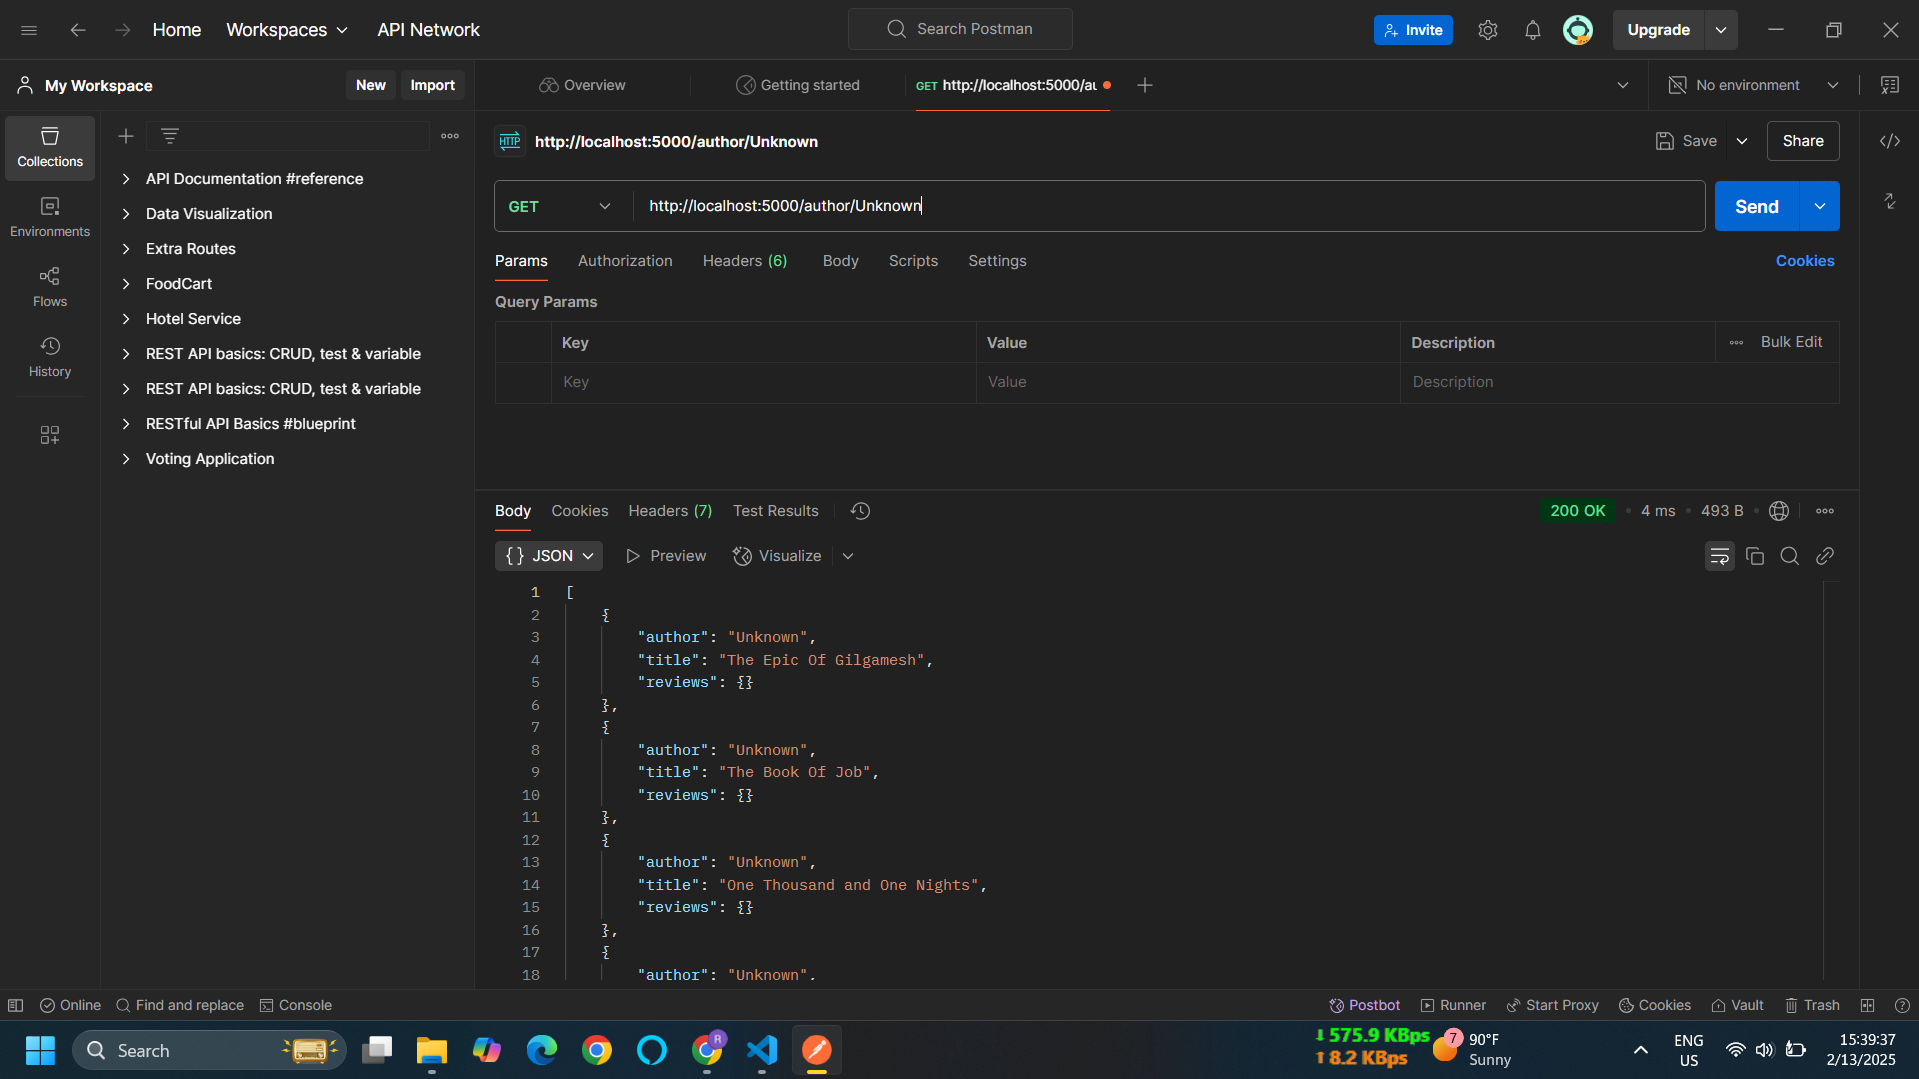 Home Workspaces API Network
Search Postman
Invite
Upgrade
My Workspace
New Import
Overview
Getting started
GET http://localhost:5000/au
No environment
Collections
Environments
Flows
History
API Documentation #reference
Data Visualization
Extra Routes
FoodCart
Hotel Service
REST API basics: CRUD, test & variable
REST API basics: CRUD, test & variable
RESTful API Basics #blueprint
Voting Application
HTTP http://localhost:5000/author/Unknown
Save
Share
GET http://localhost:5000/author/Unknown
Send
Params Authorization Headers (6) Body Scripts Settings
Cookies
Query Params
Key Value Description Bulk Edit
Key Value Description
Body Cookies Headers (7) Test Results
200 OK • 4 ms • 493 B
{} JSON Preview Visualize
1 [
2 {
3 "author": "Unknown",
4 "title": "The Epic Of Gilgamesh",
5 "reviews": {}
6 },
7 {
8 "author": "Unknown",
9 "title": "The Book Of Job",
10 "reviews": {}
11 },
12 {
13 "author": "Unknown",
14 "title": "One Thousand and One Nights",
15 "reviews": {}
16 },
17 {
18 "author": "Unknown",
Online Find and replace Console
Postbot Runner Start Proxy Cookies Vault Trash
Search
R
575.9 KBps
8.2 KBps
7
90°F
Sunny
ENG
US
15:39:37
2/13/2025